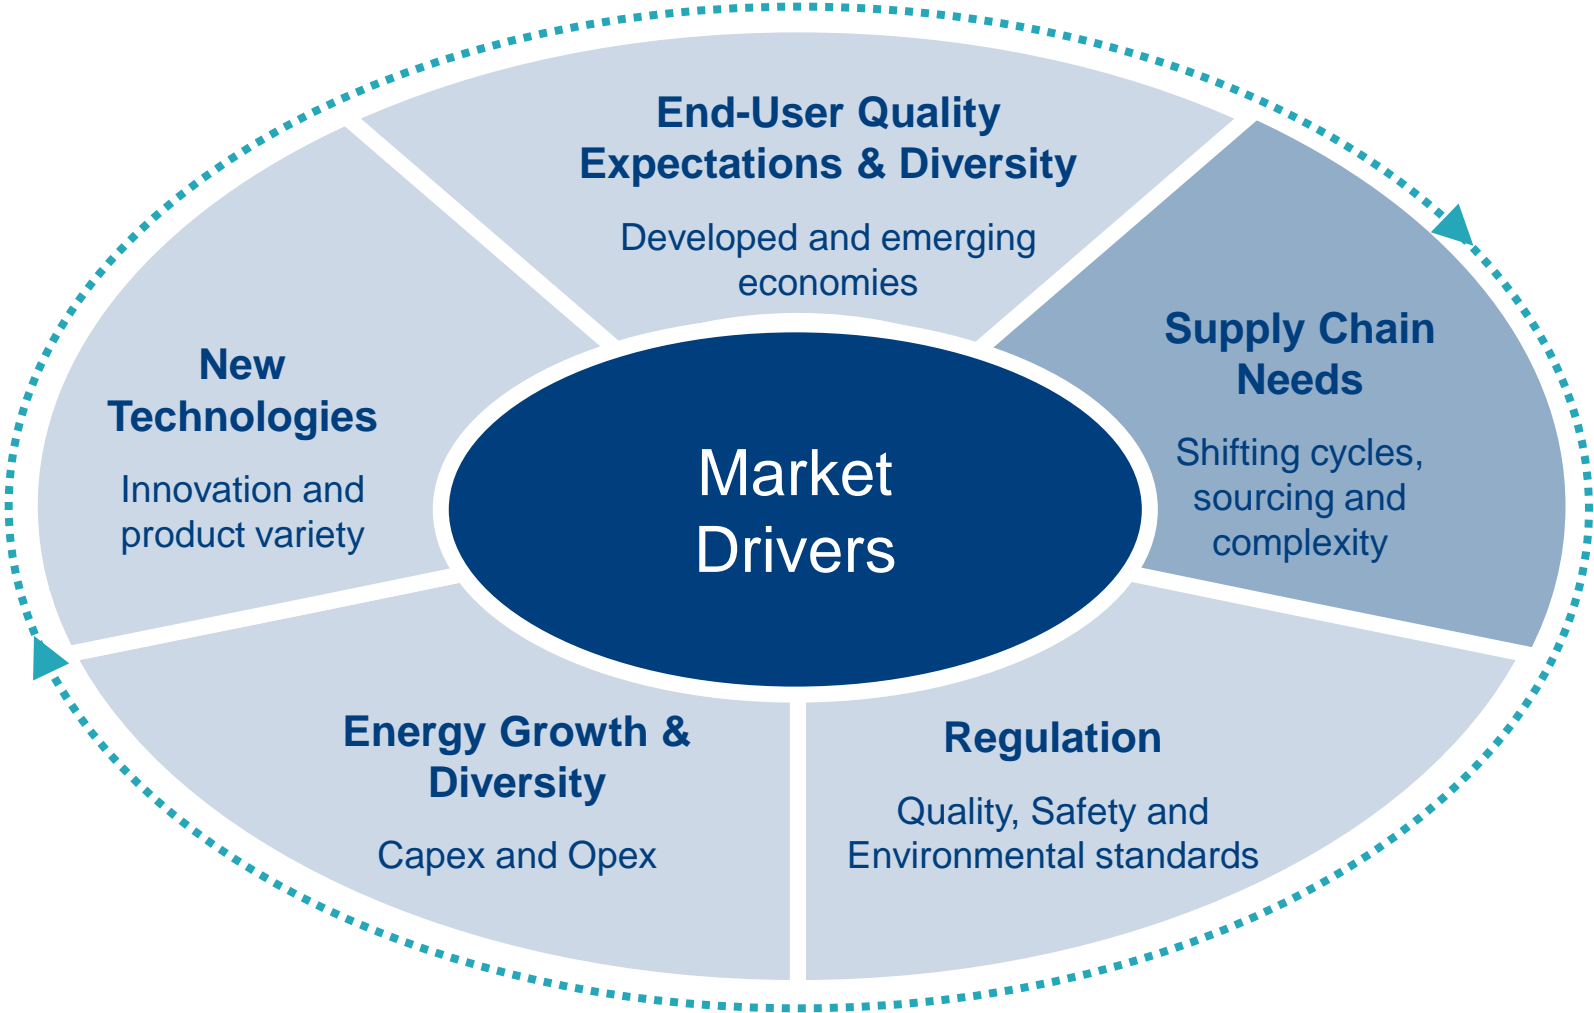 End-User Quality
Expectations & Diversity
Developed and emerging
economies
Supply Chain
Needs
Shifting cycles,
sourcing and
complexity
Regulation
Quality, Safety and
Environmental standards
Energy Growth &
Diversity
Capex and Opex
New
Technologies
Innovation and
product variety
Market
Drivers